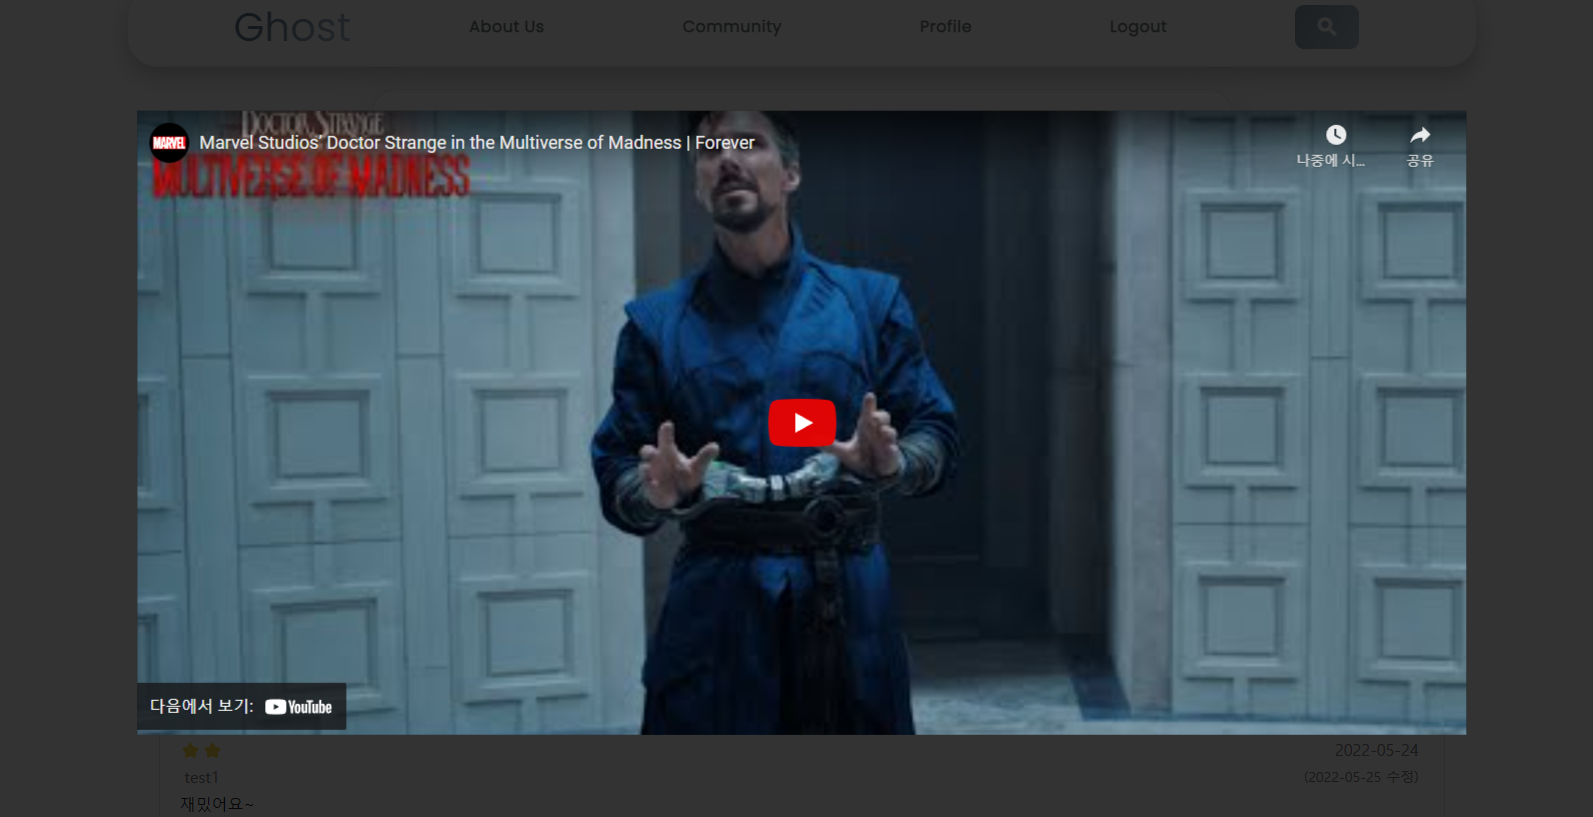 Ghost
About Us
Community
Profile
Logout
DOCTOR STRANGE
MULTIVERSE OF MADNESS
MARVEL
Marvel Studios' Doctor Strange in the Multiverse of Madness | Forever
나중에 시...
공유
다음에서 보기: YouTube
2022-05-24
test1
(2022-05-25 수정)
재밌어요~